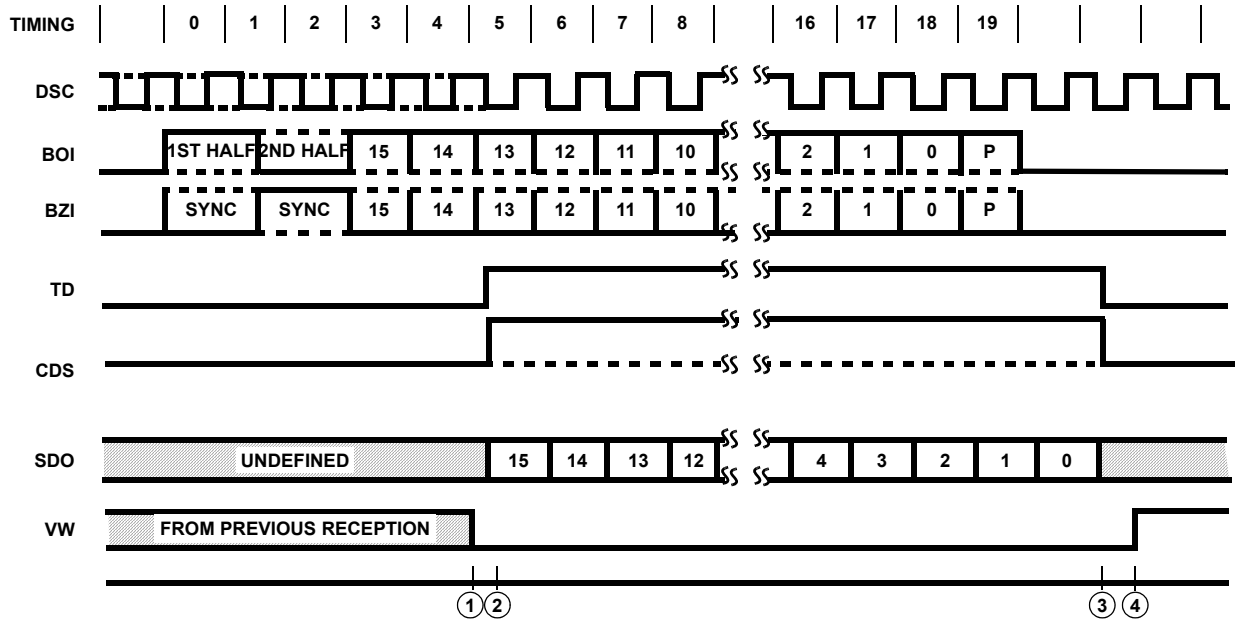 TIMING 0 1 2 3 4 5 6 7 8 16 17 18 19
DSC
BOI 1ST HALF 2ND HALF 15 14 13 12 11 10 2 1 0 P
BZI SYNC SYNC 15 14 13 12 11 10 2 1 0 P
TD
CDS
SDO UNDEFINED 15 14 13 12 4 3 2 1 0
VW FROM PREVIOUS RECEPTION
1 2 3 4